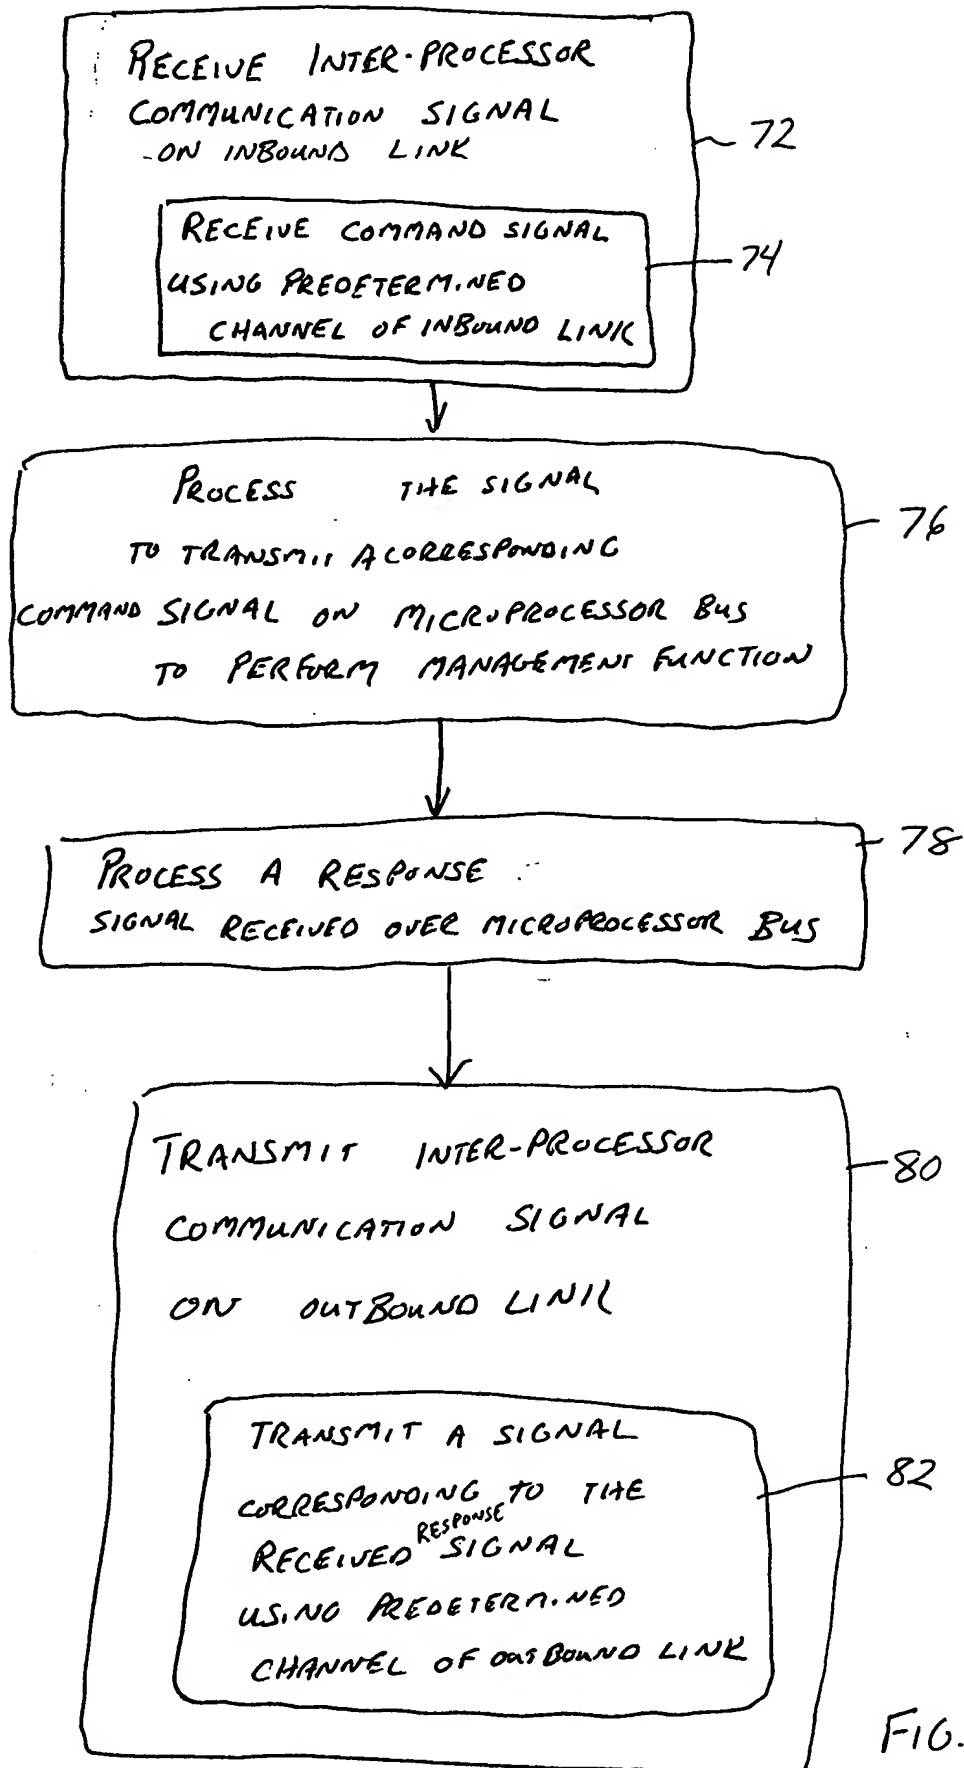 RECEIVE INTER-PROCESSOR
COMMUNICATION SIGNAL
ON INBOUND LINK
72
RECEIVE COMMAND SIGNAL
USING PREDETERMINED
CHANNEL OF INBOUND LINK
74
PROCESS THE SIGNAL
TO TRANSMIT A CORRESPONDING
COMMAND SIGNAL ON MICROPROCESSOR BUS
TO PERFORM MANAGEMENT FUNCTION
76
PROCESS A RESPONSE
SIGNAL RECEIVED OVER MICROPROCESSOR BUS
78
TRANSMIT INTER-PROCESSOR
COMMUNICATION SIGNAL
ON OUTBOUND LINK
80
TRANSMIT A SIGNAL
CORRESPONDING TO THE
RECEIVED RESPONSE SIGNAL
USING PREDETERMINED
CHANNEL OF OUTBOUND LINK
82
FIG.